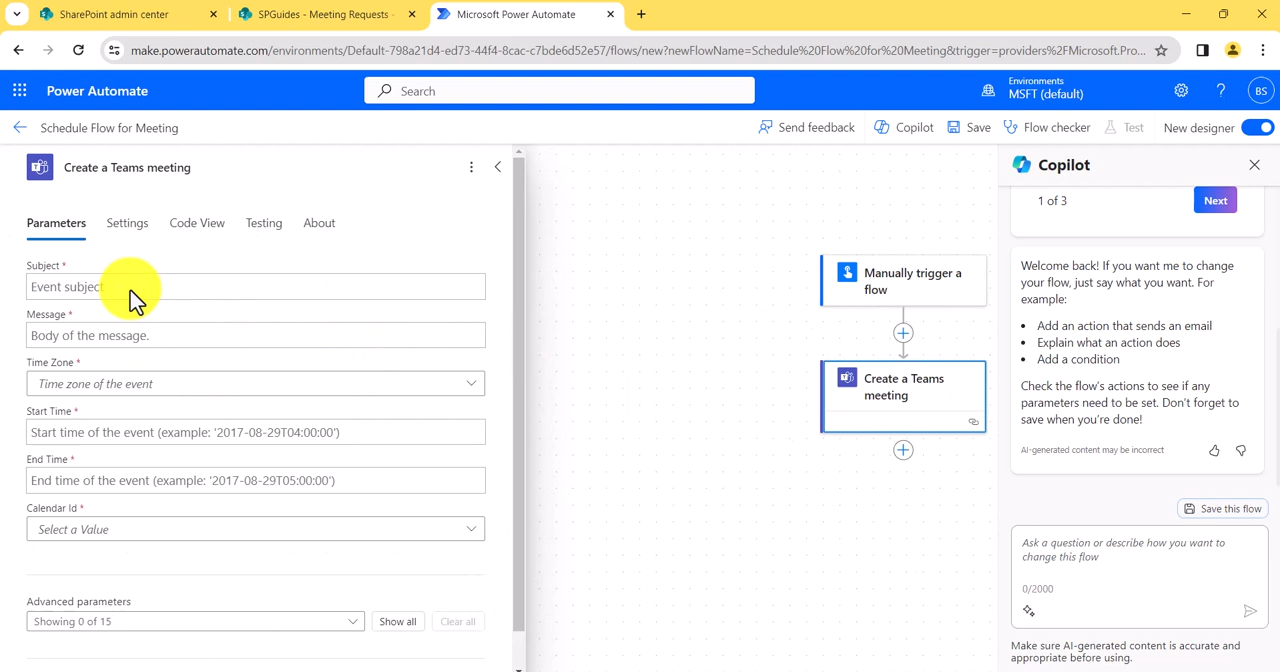 SharePoint admin center
SPGuides - Meeting Requests -
Microsoft Power Automate
make.powerautomate.com/environments/Default-798a21d4-ed73-44f4-8cac-c7bde6d52e57/flows/new?newFlowName=Schedule%20Flow%20for%20Meeting&trigger=providers%2FMicrosoft.Pro...
Power Automate
Search
Environments
MSFT (default)
BS
Schedule Flow for Meeting
Send feedback
Copilot
Save
Flow checker
Test
New designer
Create a Teams meeting
Parameters
Settings
Code View
Testing
About
Subject *
Event subject
Message *
Body of the message.
Time Zone *
Time zone of the event
Start Time *
Start time of the event (example: '2017-08-29T04:00:00')
End Time *
End time of the event (example: '2017-08-29T05:00:00')
Calendar Id *
Select a Value
Advanced parameters
Showing 0 of 15
Show all
Clear all
Manually trigger a
flow
Create a Teams
meeting
Copilot
1 of 3
Next
Welcome back! If you want me to change
your flow, just say what you want. For
example:
• Add an action that sends an email
• Explain what an action does
• Add a condition
Check the flow's actions to see if any
parameters need to be set. Don't forget to
save when you're done!
AI-generated content may be incorrect
Save this flow
Ask a question or describe how you want to
change this flow
0/2000
Make sure AI-generated content is accurate and
appropriate before using.